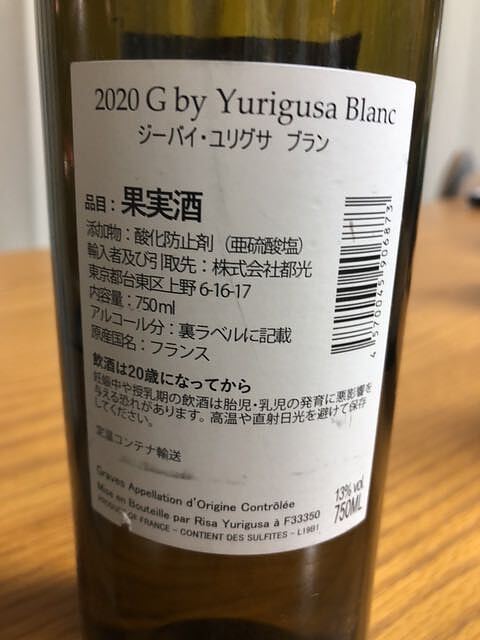 2020 G by Yurigusa Blanc
ジーバイ・ユリグサ ブラン
品目：果実酒
添加物：酸化防止剤（亜硫酸塩）
輸入者及び引取先：株式会社都光
東京都台東区上野6-16-17
内容量：750ml
アルコール分：裏ラベルに記載
原産国名：フランス
飲酒は20歳になってから
妊娠中や授乳期の飲酒は胎児・乳児の発育に悪影響を
与える恐れがあります。高温や直射日光を避けて保存
してください。
定温コンテナ輸送
4570045906873
Graves Appellation d'Origine Contrôlée
Mise en Bouteille par Risa Yurigusa à F33350
PRODUCT OF FRANCE - CONTIENT DES SULFITES - L19B1
13% vol
750ML